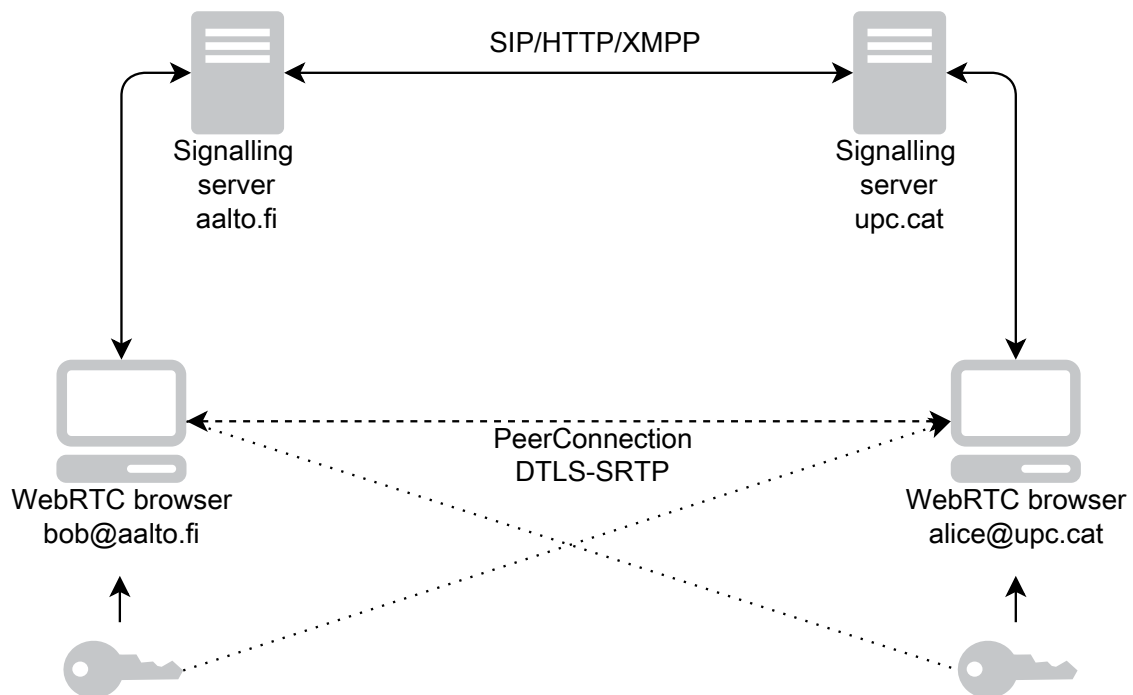 SIP/HTTP/XMPP
Signalling
server
aalto.fi
Signalling
server
upc.cat
PeerConnection
DTLS-SRTP
WebRTC browser
bob@aalto.fi
WebRTC browser
alice@upc.cat